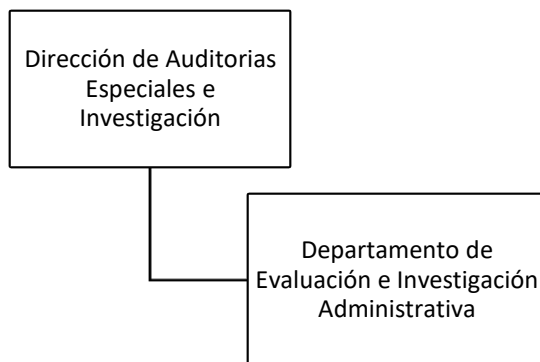 Dirección de Auditorias
Especiales e
Investigación
Departamento de
Evaluación e Investigación
Administrativa